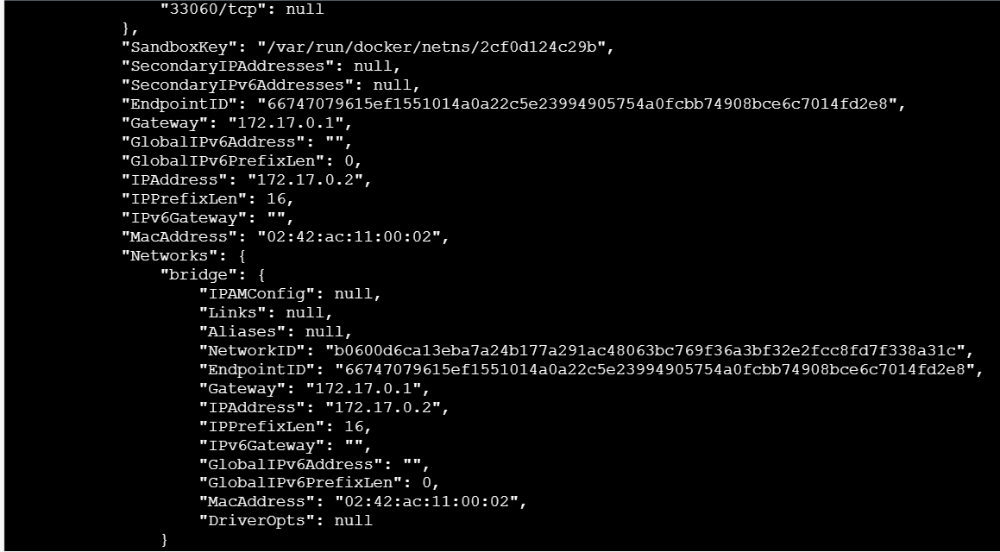 "33060/tcp": null
},
"SandboxKey": "/var/run/docker/netns/2cf0d124c29b",
"SecondaryIPAddresses": null,
"SecondaryIPv6Addresses": null,
"EndpointID": "66747079615ef1551014a0a22c5e23994905754a0fcbb74908bce6c7014fd2e8",
"Gateway": "172.17.0.1",
"GlobalIPv6Address": "",
"GlobalIPv6PrefixLen": 0,
"IPAddress": "172.17.0.2",
"IPPrefixLen": 16,
"IPv6Gateway": "",
"MacAddress": "02:42:ac:11:00:02",
"Networks": {
"bridge": {
"IPAMConfig": null,
"Links": null,
"Aliases": null,
"NetworkID": "b0600d6ca13eba7a24b177a291ac48063bc769f36a3bf32e2fcc8fd7f338a31c",
"EndpointID": "66747079615ef1551014a0a22c5e23994905754a0fcbb74908bce6c7014fd2e8",
"Gateway": "172.17.0.1",
"IPAddress": "172.17.0.2",
"IPPrefixLen": 16,
"IPv6Gateway": "",
"GlobalIPv6Address": "",
"GlobalIPv6PrefixLen": 0,
"MacAddress": "02:42:ac:11:00:02",
"DriverOpts": null
}